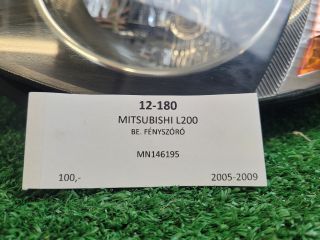 12-180
MITSUBISHI L200
BE. FÉNYSZÓRÓ
MN146195
100,- 2005-2009